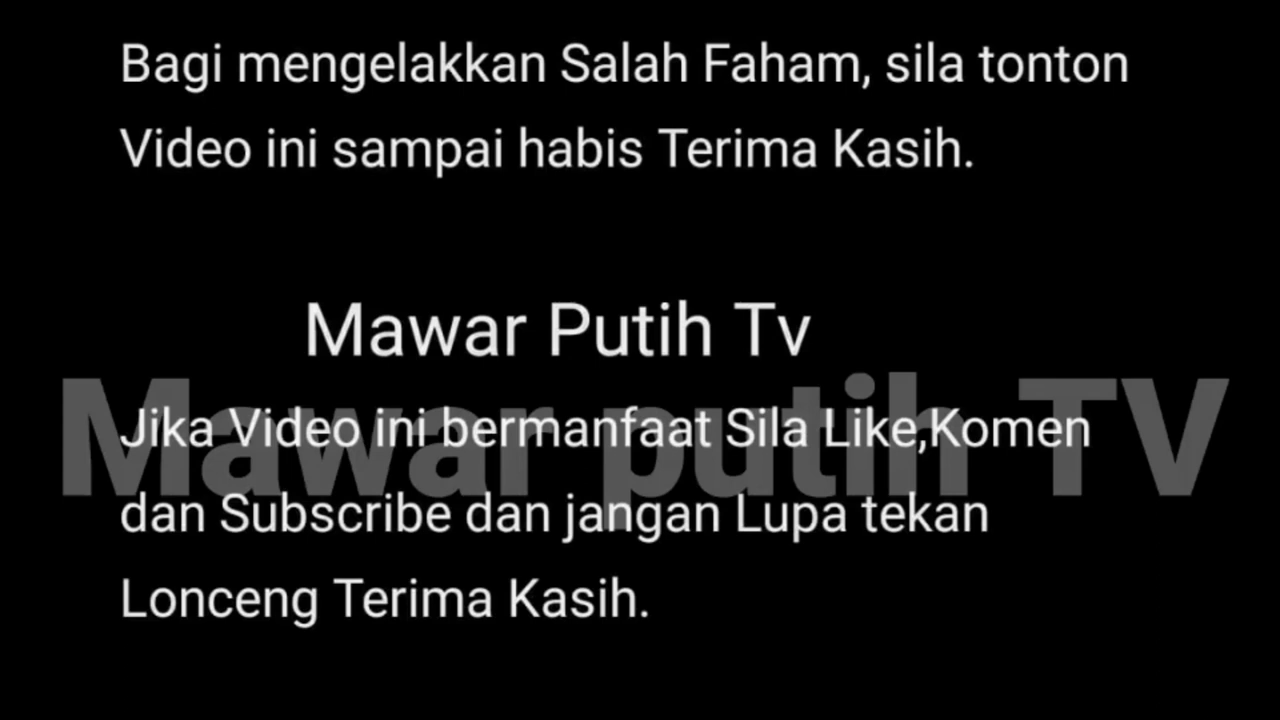 Bagi mengelakkan Salah Faham, sila tonton
Video ini sampai habis Terima Kasih.
Mawar Putih Tv
Mawar putih TV
Jika Video ini bermanfaat Sila Like,Komen
dan Subscribe dan jangan Lupa tekan
Lonceng Terima Kasih.